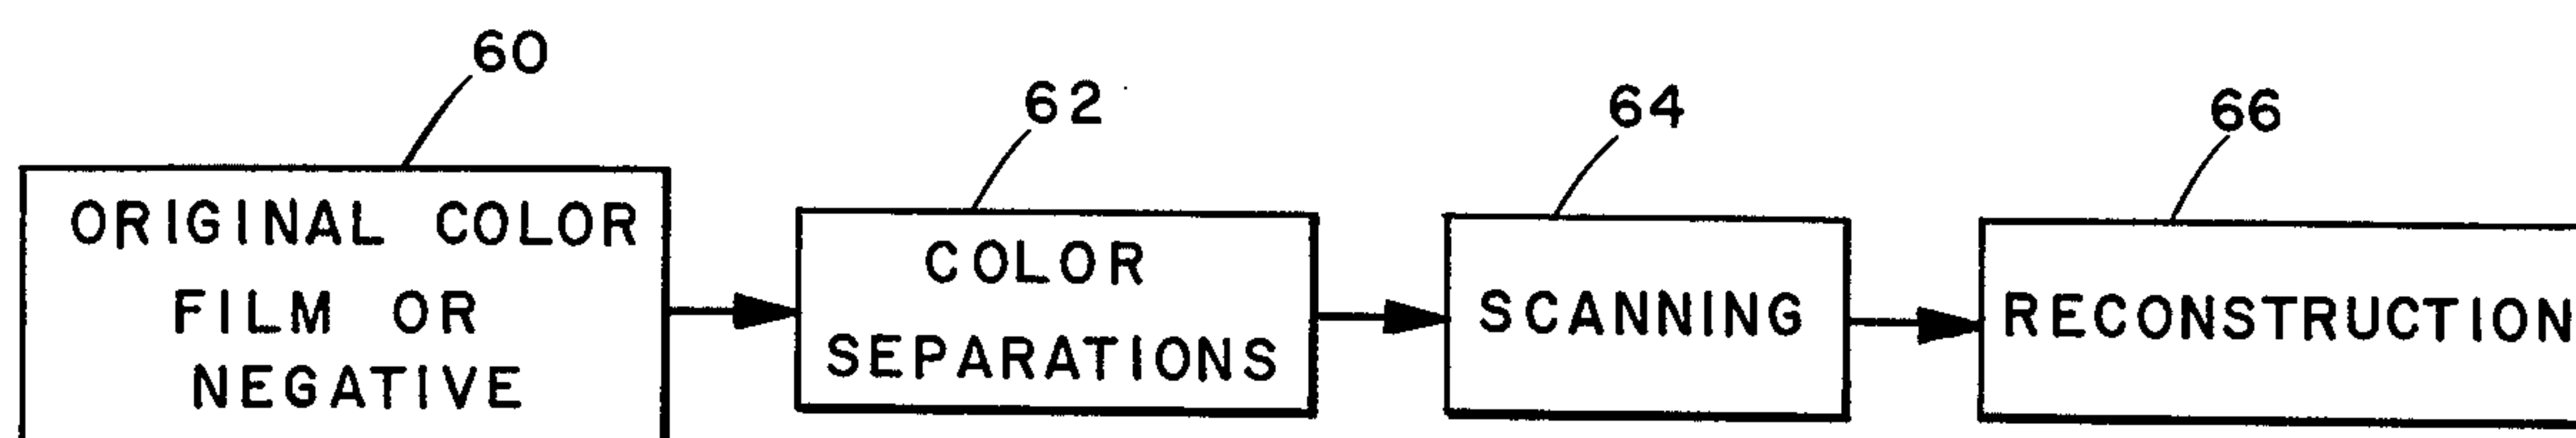 60
62
64
66
ORIGINAL COLOR
FILM OR
NEGATIVE
COLOR
SEPARATIONS
SCANNING
RECONSTRUCTION